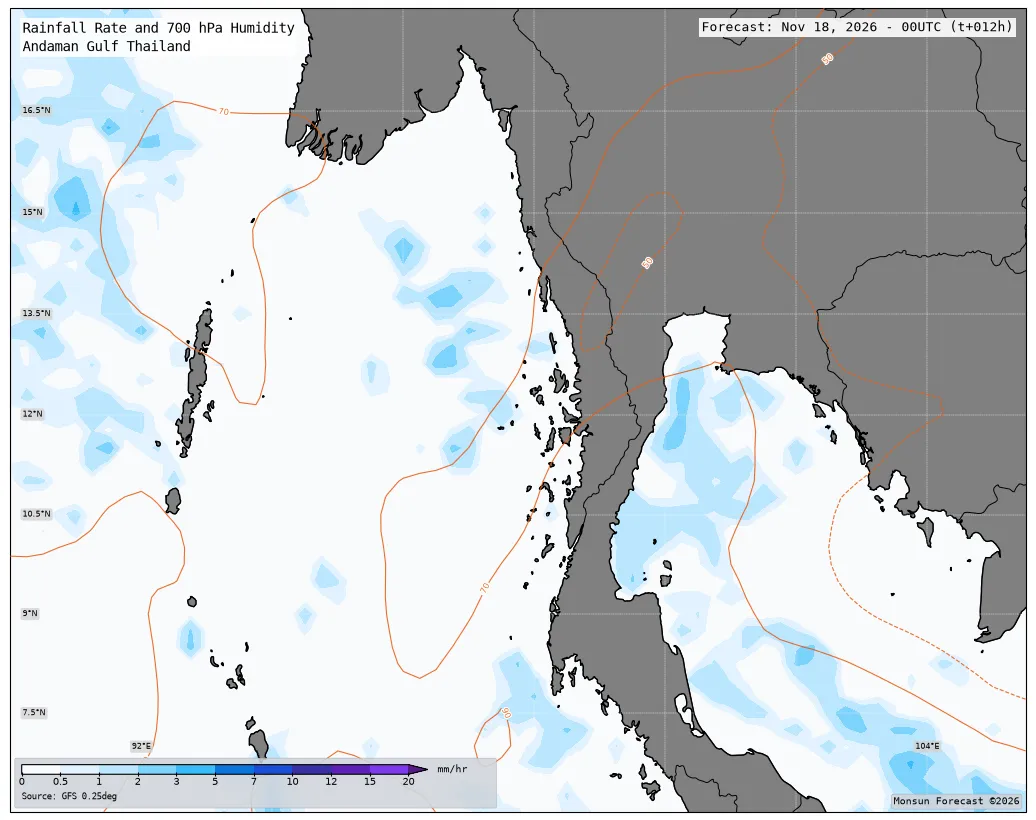 Rainfall Rate and 700 hPa Humidity
Andaman Gulf Thailand
Forecast: Nov 18, 2026 - 00UTC (t+012h)
50
16.5°N
70
15°N
50
13.5°N
12°N
10.5°N
9°N
70
7.5°N
90
92°E
104°E
0 0.5 1 2 3 5 7 10 12 15 20 mm/hr
Source: GFS 0.25deg
Monsun Forecast ©2026